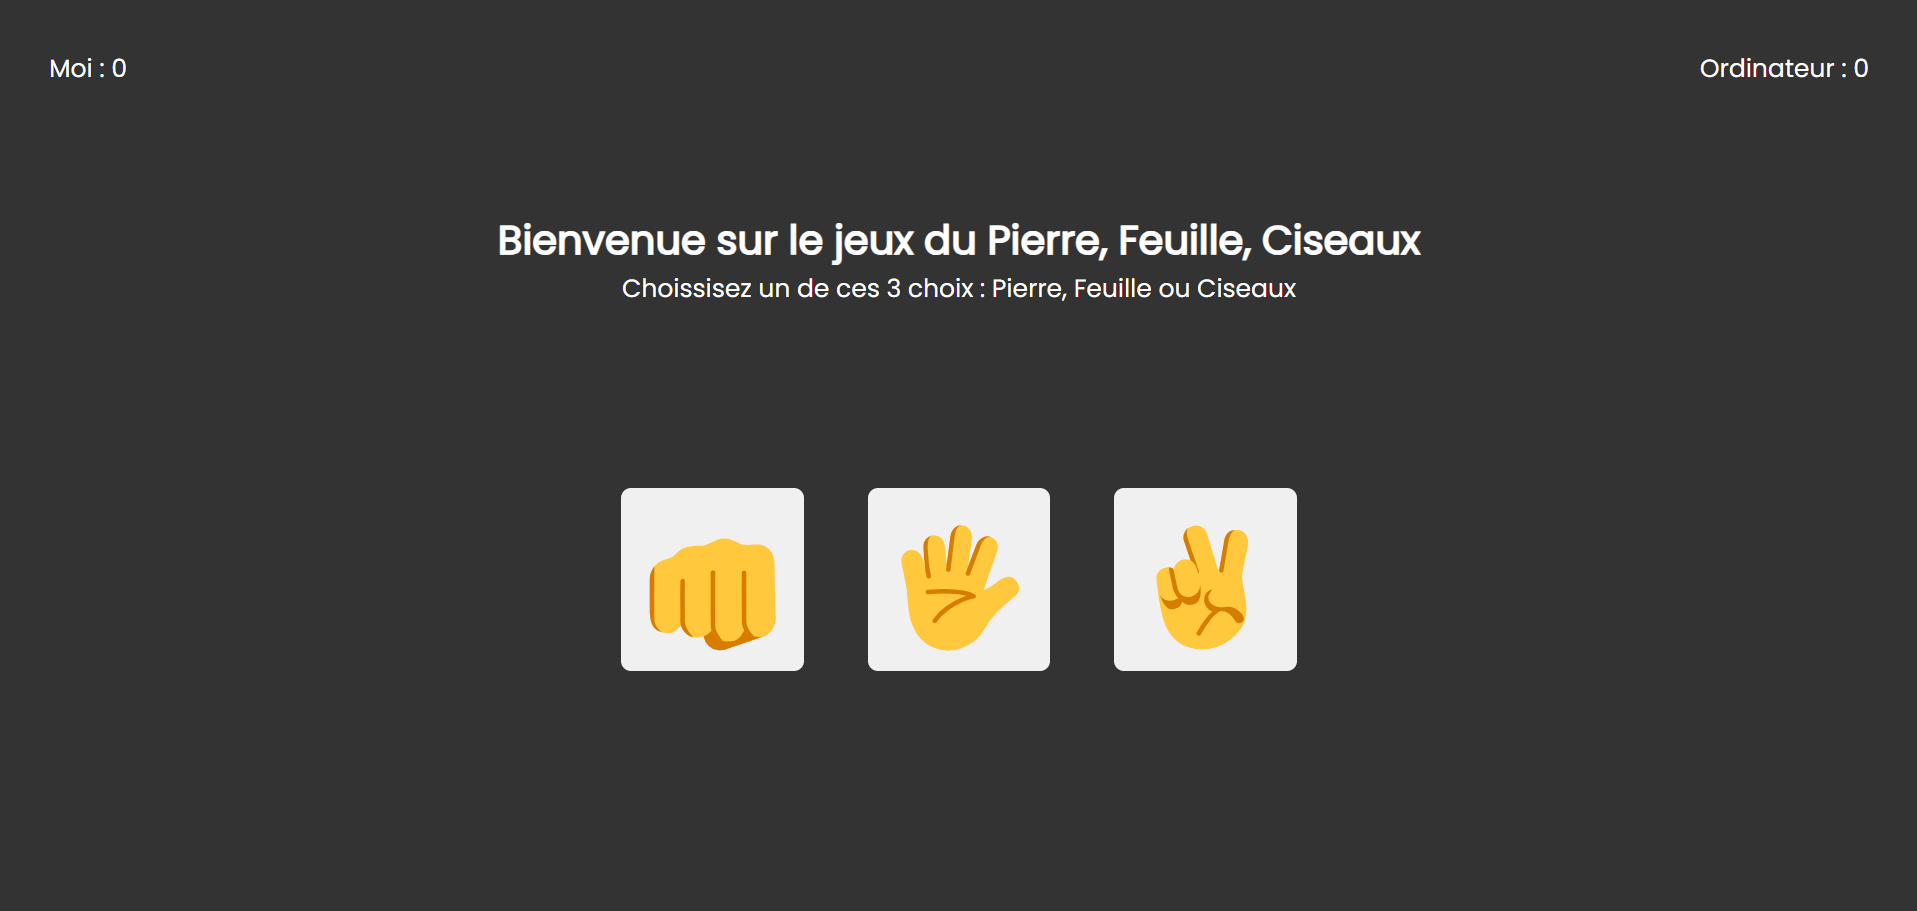 Moi : 0
Ordinateur : 0
Bienvenue sur le jeux du Pierre, Feuille, Ciseaux
Choissisez un de ces 3 choix : Pierre, Feuille ou Ciseaux